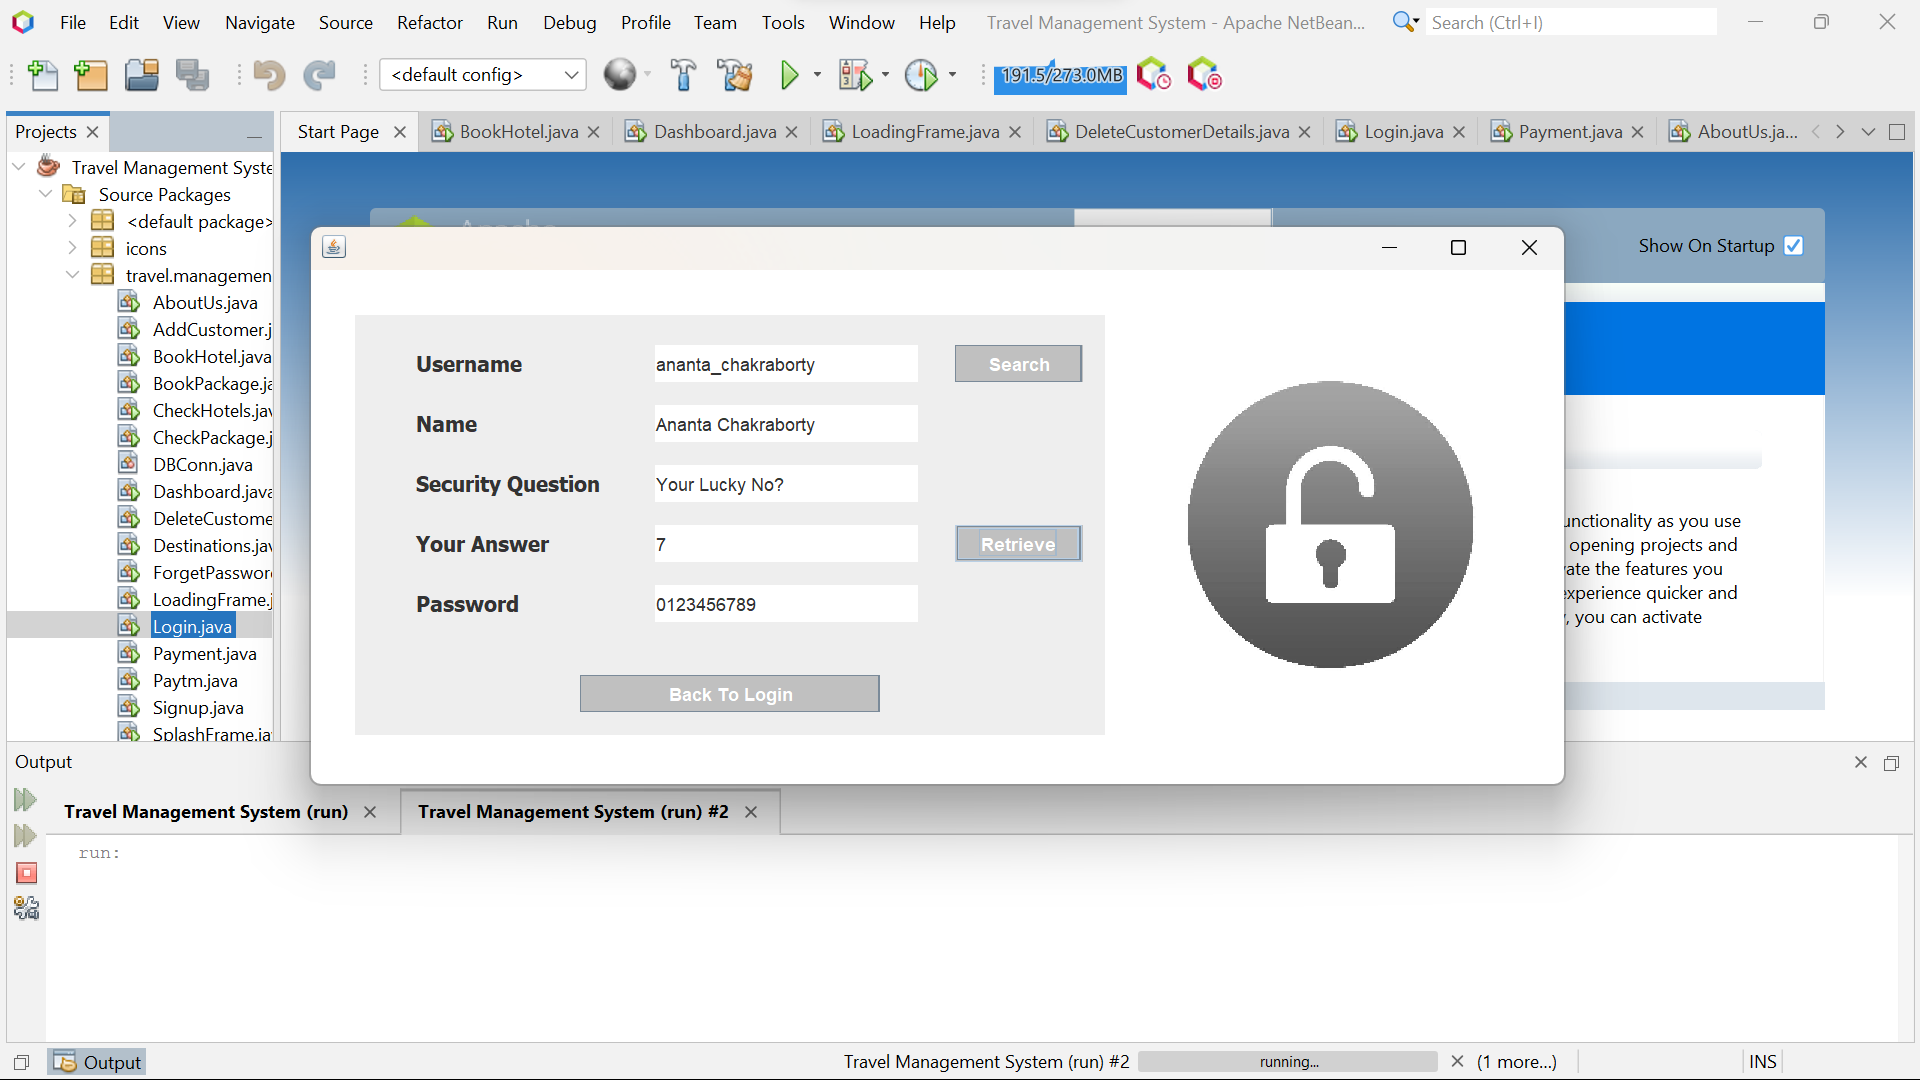 File Edit View Navigate Source Refactor Run Debug Profile Team Tools Window Help Travel Management System - Apache NetBean... Search (Ctrl+I)
<default config> 191.5/273.0MB
Projects Start Page BookHotel.java Dashboard.java LoadingFrame.java DeleteCustomerDetails.java Login.java Payment.java AboutUs.ja...
Travel Management Syste
Source Packages
<default package>
icons
travel.managemen
AboutUs.java
AddCustomer.j
BookHotel.java
BookPackage.ja
CheckHotels.jav
CheckPackage.j
DBConn.java
Dashboard.java
DeleteCustome
Destinations.jav
ForgetPasswor
LoadingFrame.j
Login.java
Payment.java
Paytm.java
Signup.java
SplashFrame.ja
Show On Startup
Username ananta_chakraborty Search
Name Ananta Chakraborty
Security Question Your Lucky No?
Your Answer 7 Retrieve
Password 0123456789
Back To Login
unctionality as you use
opening projects and
ate the features you
xperience quicker and
, you can activate
Output
Travel Management System (run) Travel Management System (run) #2
run:
Output Travel Management System (run) #2 running... (1 more...) INS